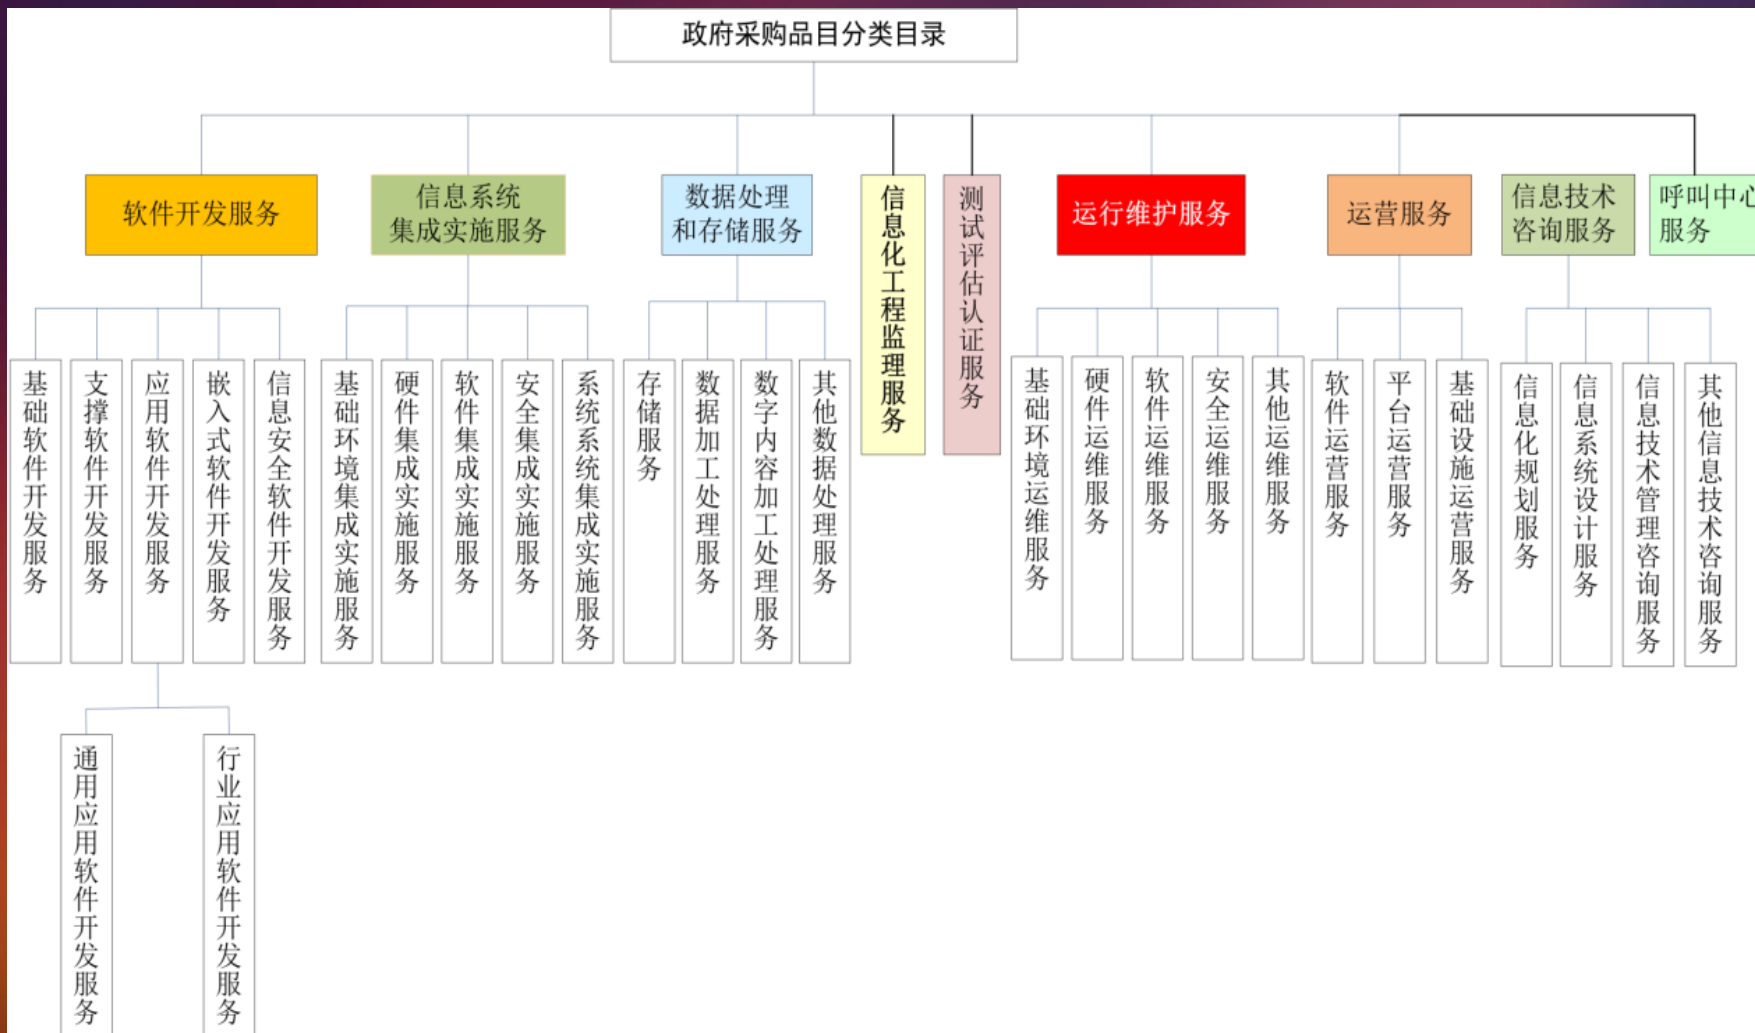 政府采购品目分类目录
软件开发服务
信息系统
集成实施服务
数据处理
和存储服务
信息化工程监理服务
测试评估认证服务
运行维护服务
运营服务
信息技术
咨询服务
呼叫中心
服务
基础软件开发服务
支撑软件开发服务
应用软件开发服务
嵌入式软件开发服务
信息安全软件开发服务
基础环境集成实施服务
硬件集成实施服务
软件集成实施服务
安全集成实施服务
系统系统集成实施服务
存储服务
数据加工处理服务
数字内容加工处理服务
其他数据处理服务
基础环境运维服务
硬件运维服务
软件运维服务
安全运维服务
其他运维服务
软件运营服务
平台运营服务
基础设施运营服务
信息化规划服务
信息系统设计服务
信息技术管理咨询服务
其他信息技术咨询服务
通用应用软件开发服务
行业应用软件开发服务